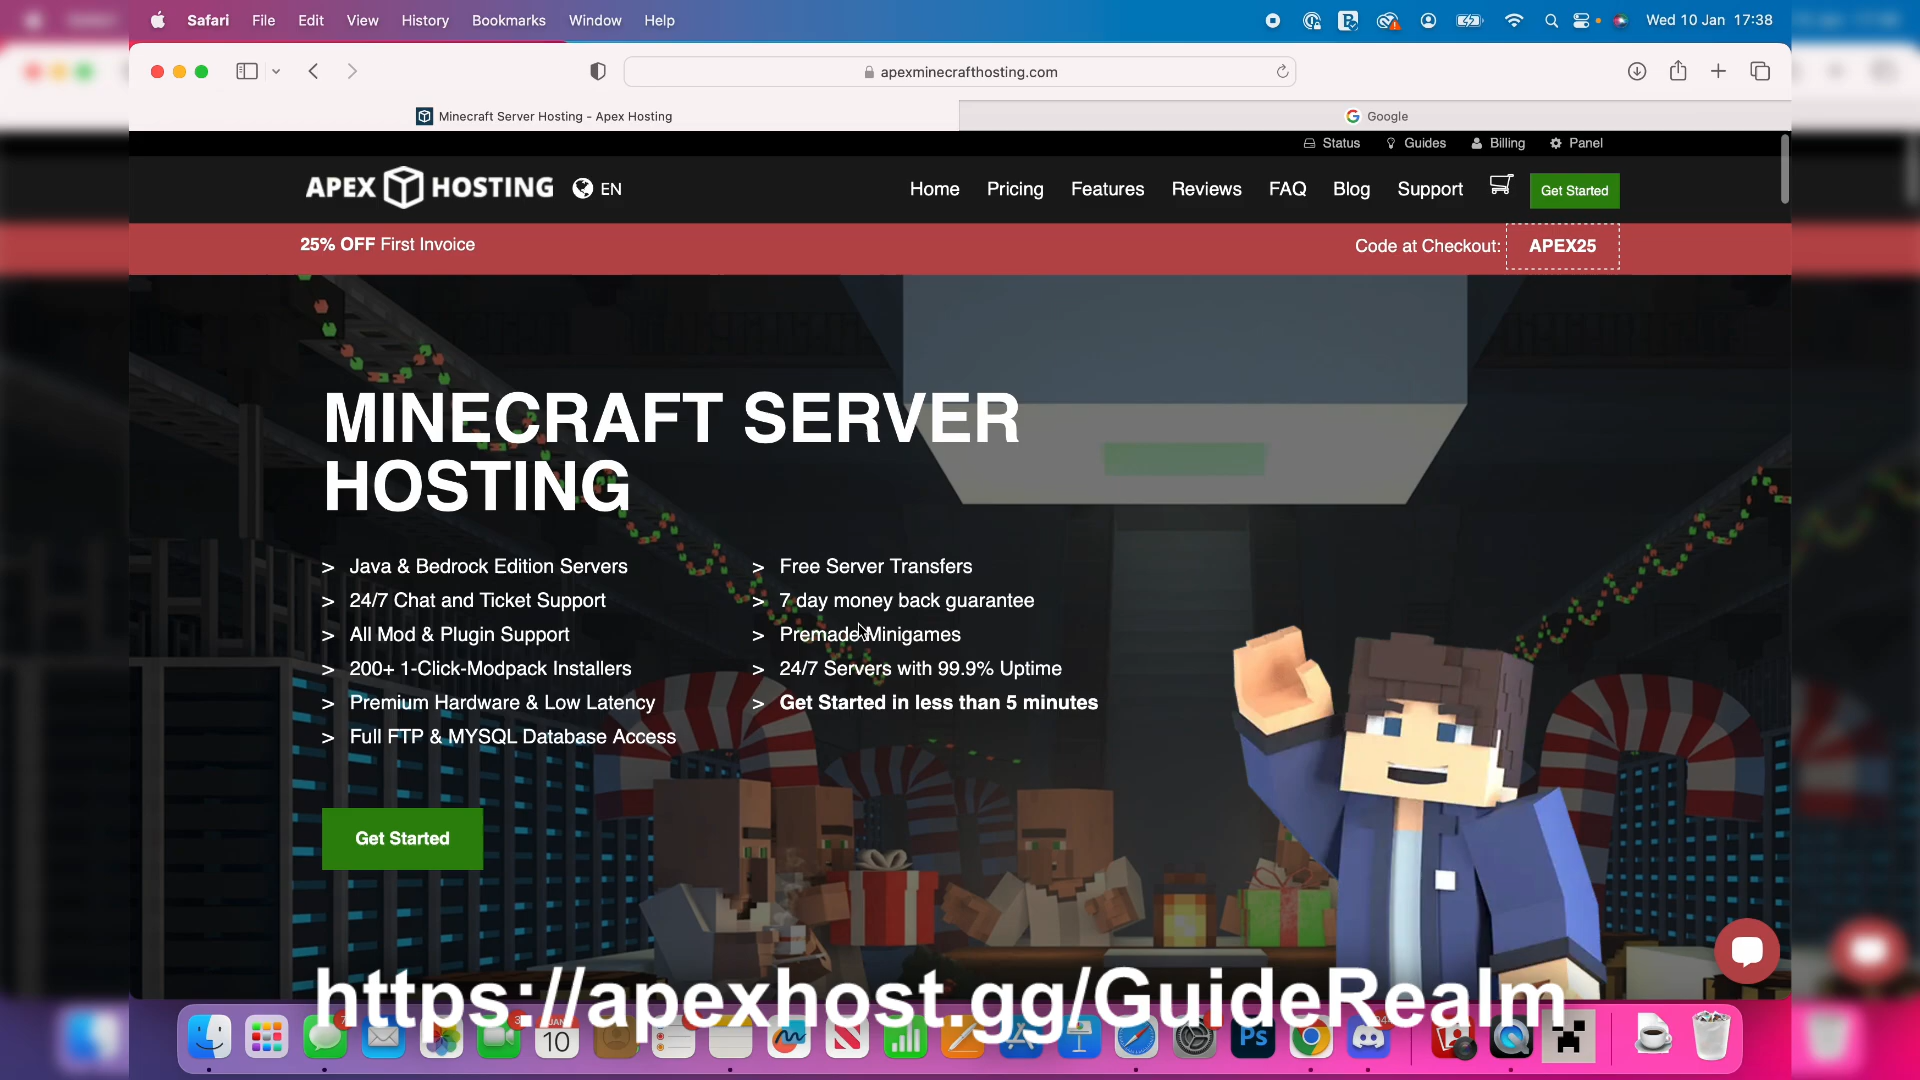 Safari File Edit View History Bookmarks Window Help
Wed 10 Jan 17:38
apexminecrafthosting.com
Minecraft Server Hosting - Apex Hosting
Google
Status Guides Billing Panel
APEX HOSTING EN
Home Pricing Features Reviews FAQ Blog Support Get Started
25% OFF First Invoice
Code at Checkout: APEX25
MINECRAFT SERVER
HOSTING
> Java & Bedrock Edition Servers
> 24/7 Chat and Ticket Support
> All Mod & Plugin Support
> 200+ 1-Click-Modpack Installers
> Premium Hardware & Low Latency
> Full FTP & MYSQL Database Access
> Free Server Transfers
> 7 day money back guarantee
> Premade Minigames
> 24/7 Servers with 99.9% Uptime
> Get Started in less than 5 minutes
Get Started
https://apexhost.gg/GuideRealm
10
Ps